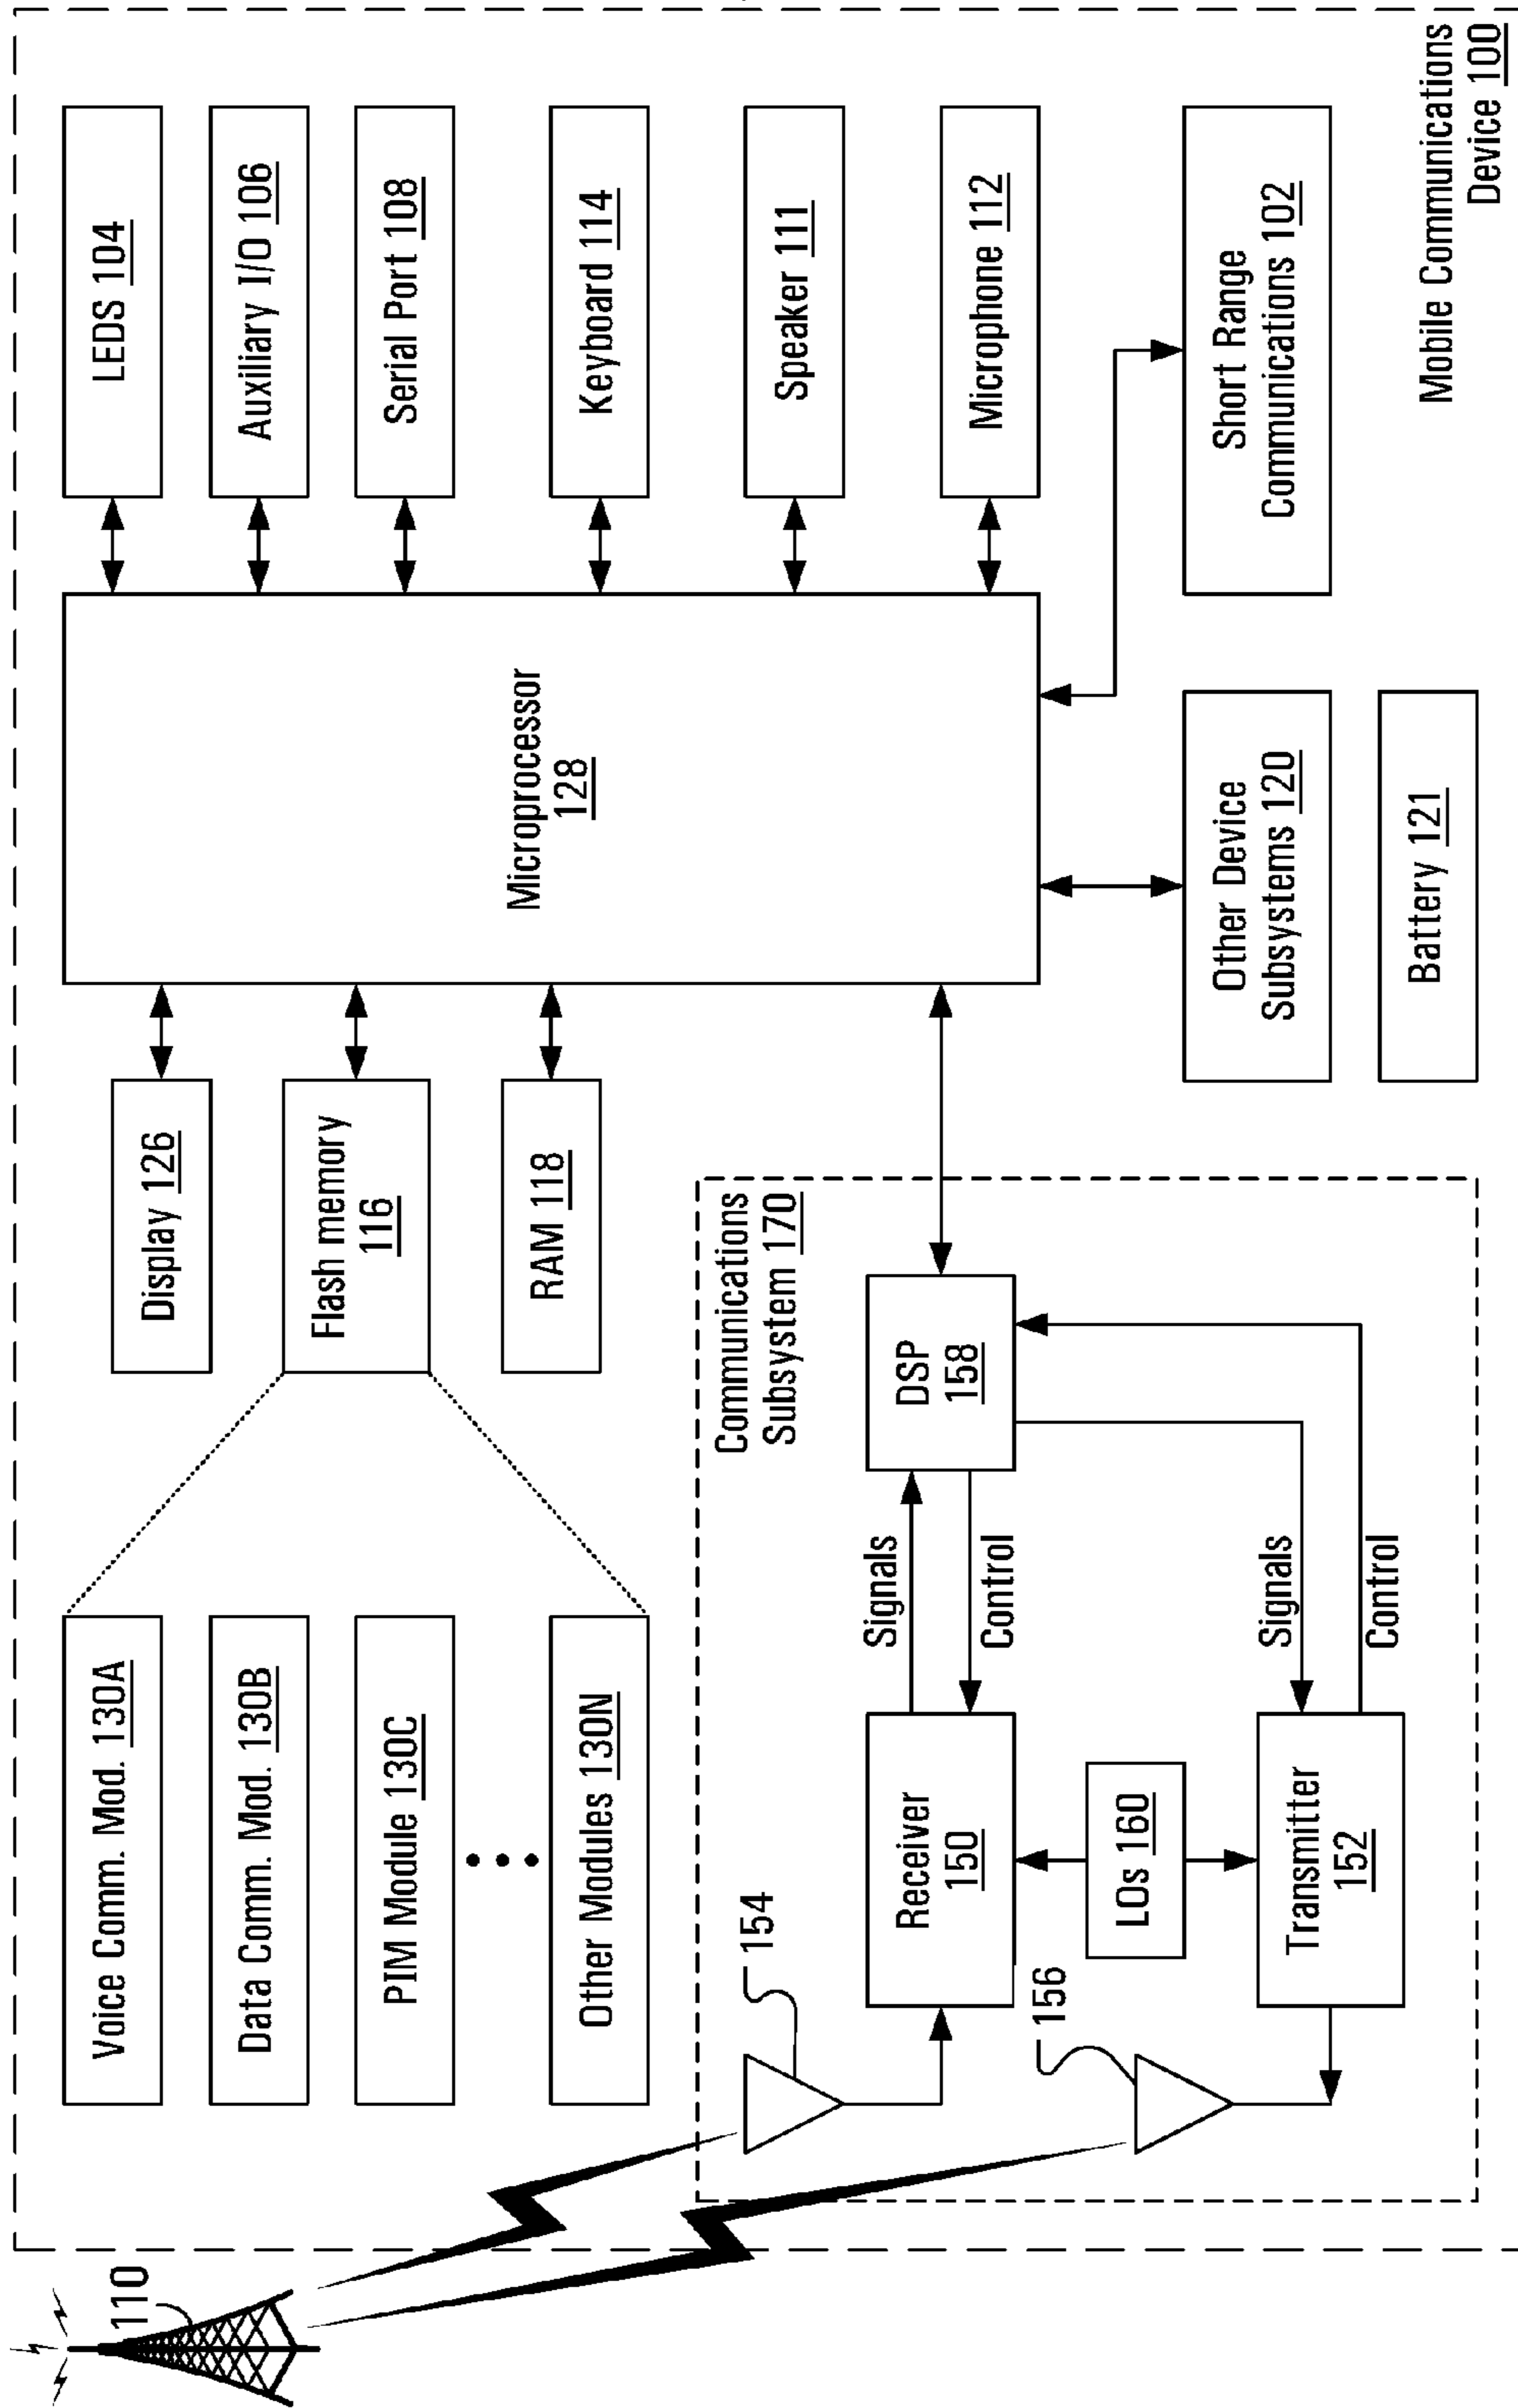 110
Voice Comm. Mod. 130A
Data Comm. Mod. 130B
PIM Module 130C
Other Modules 130N
Display 126
Flash memory
116
RAM 118
Microprocessor
128
LEDS 104
Auxiliary I/O 106
Serial Port 108
Keyboard 114
Speaker 111
Microphone 112
Short Range
Communications 102
Other Device
Subsystems 120
Battery 121
Communications
Subsystem 170
154
156
Receiver
150
LOs 160
Transmitter
152
Signals
Control
DSP
158
Signals
Control
Mobile Communications
Device 100